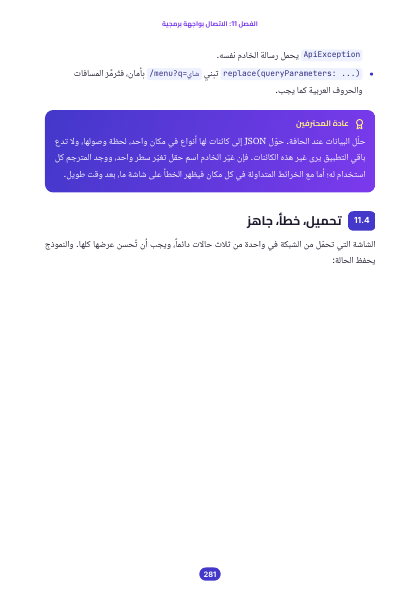 الفصل 11: الاتصال بواجهة برمجية
ApiException يحمل رسالة الخادم نفسه.
replace(queryParameters: ...) تبني /menu?q=شاي بأمان، فتُرمَّز المسافات
والحروف العربية كما يجب.
عادة المحترفين
حلّل البيانات عند الحافة. حوّل JSON إلى كائنات لها أنواع في مكان واحد، لحظة وصولها، ولا تدع
باقي التطبيق يرى غير هذه الكائنات. فإن غيّر الخادم اسم حقل تغيّر سطر واحد، ووجد المترجم كل
استخدام له؛ أما مع الخرائط المتداولة في كل مكان فيظهر الخطأ على شاشة ما، بعد وقت طويل.
11.4 تحميل، خطأ، جاهز
الشاشة التي تحمّل من الشبكة في واحدة من ثلاث حالات دائماً، ويجب أن تُحسن عرضها كلها. والنموذج
يحفظ الحالة:
281